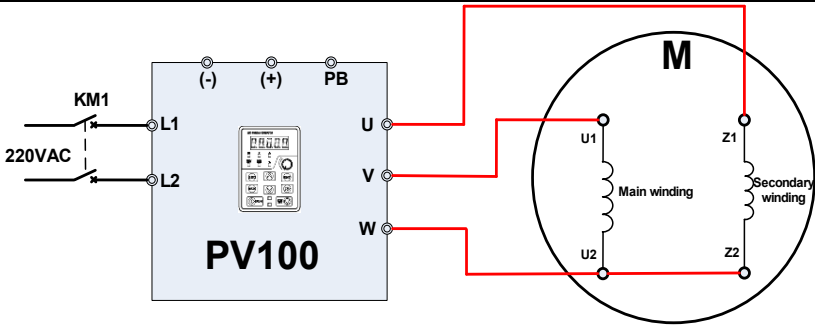 (-)
(+)
PB
M
KM1
L1
U
U1
Z1
220VAC
V
L2
Main winding
Secondary
winding
W
PV100
U2
Z2